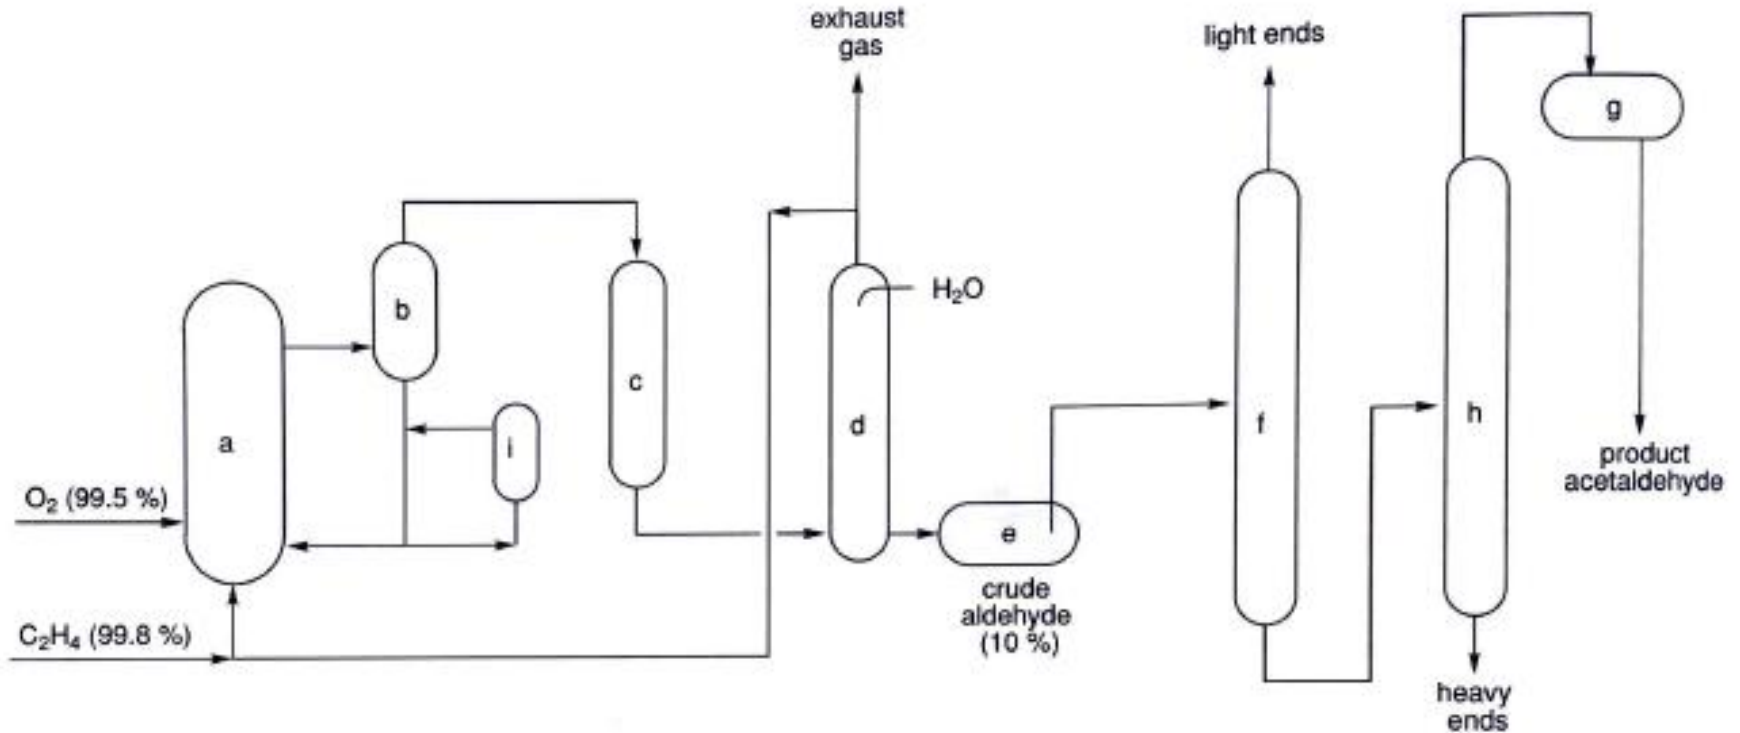 exhaust
gas
light ends
g
b
H₂O
c
a
i
d
f
h
O₂ (99.5 %)
product
acetaldehyde
e
crude
aldehyde
(10 %)
C₂H₄ (99.8 %)
heavy
ends